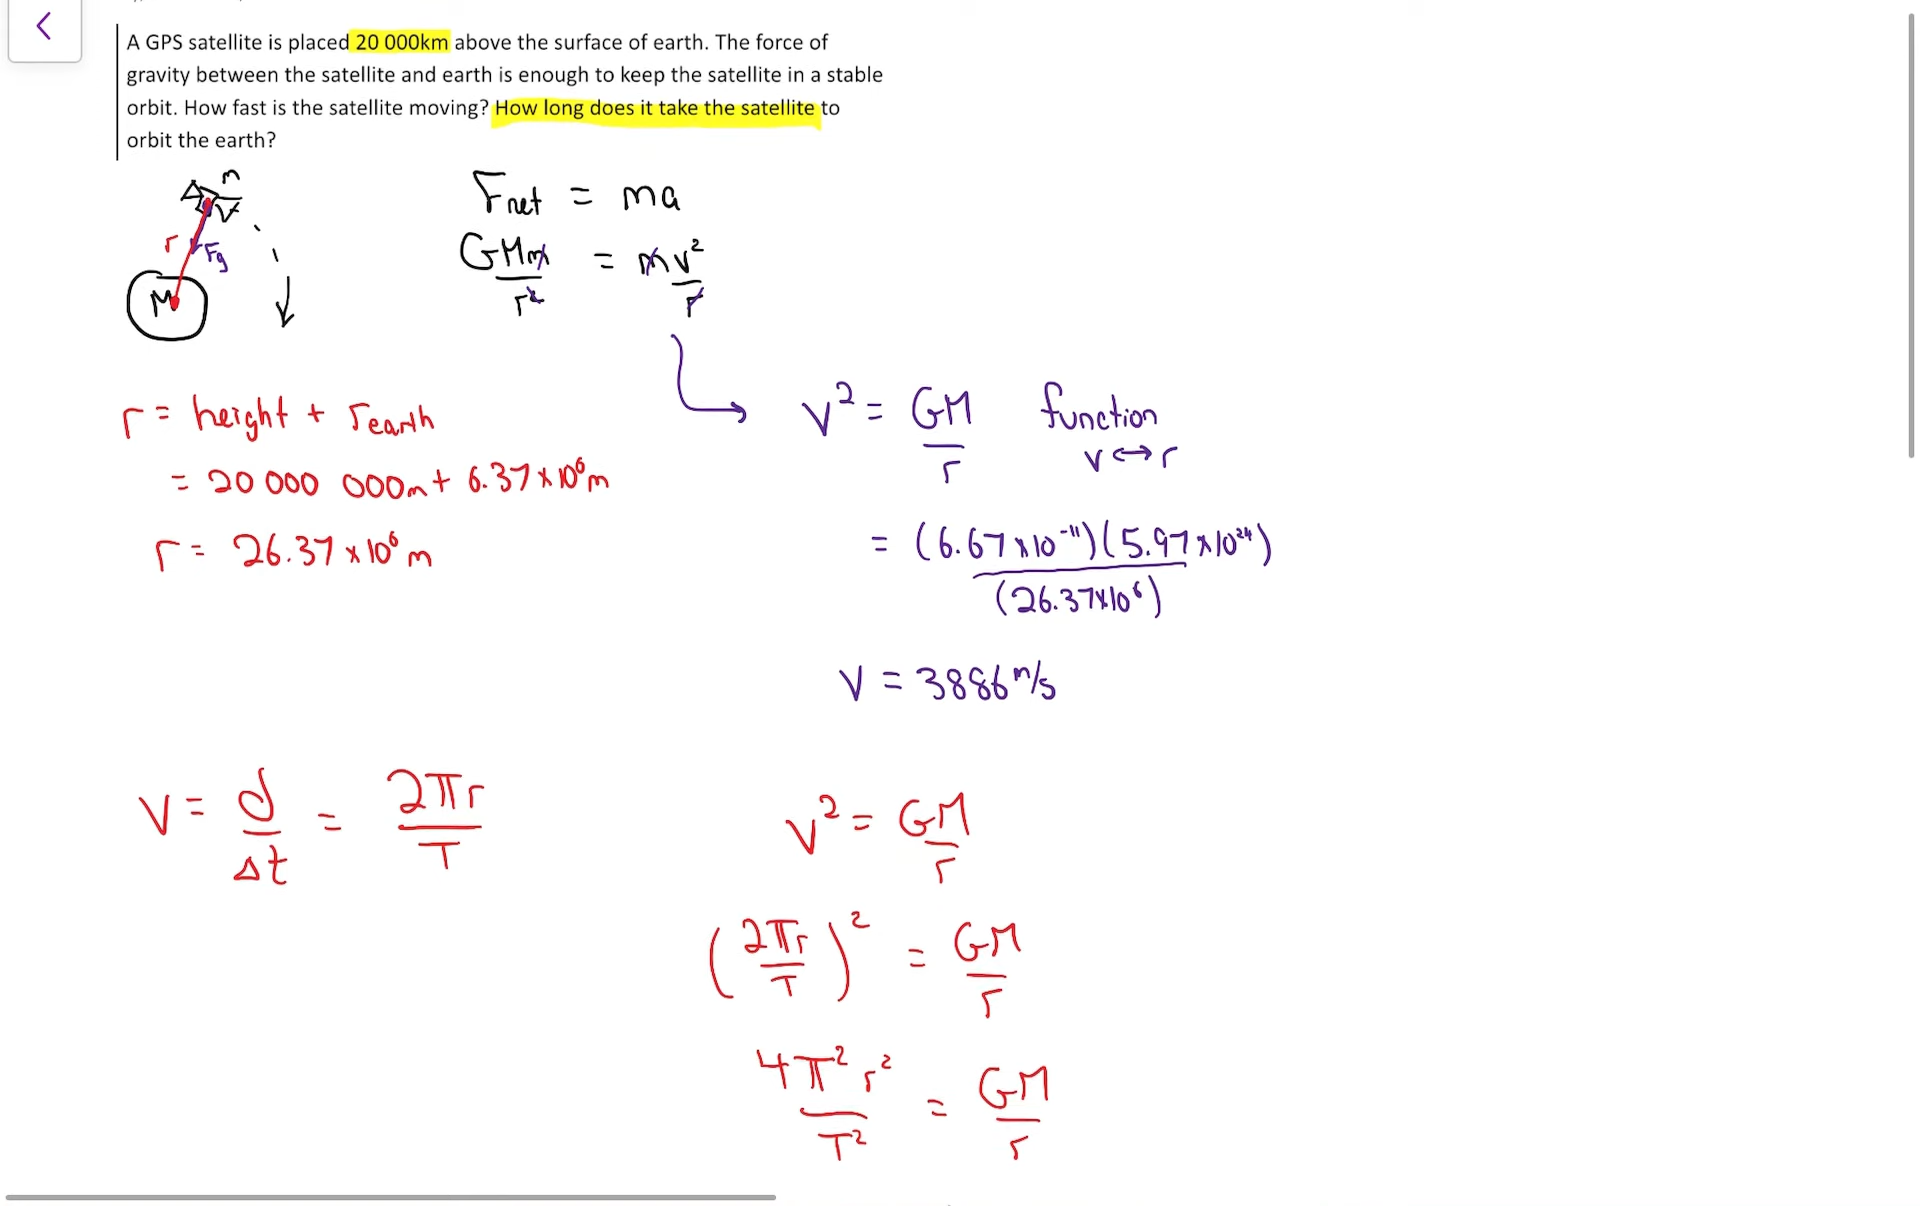 A GPS satellite is placed 20 000km above the surface of earth. The force of
gravity between the satellite and earth is enough to keep the satellite in a stable
orbit. How fast is the satellite moving? How long does it take the satellite to
orbit the earth?
m
v
r
Fg
M
Fnet = ma
GMm/r² = mv²/r
r = height + rearth
= 20 000 000m + 6.37 x 10⁶m
r = 26.37 x 10⁶ m
v² = GM/r function
v ↔ r
= (6.67 x 10⁻¹¹)(5.97 x 10²⁴)/(26.37x10⁶)
v = 3886 m/s
v = d/Δt = 2πr/T
v² = GM/r
(2πr/T)² = GM/r
4π²r²/T² = GM/r